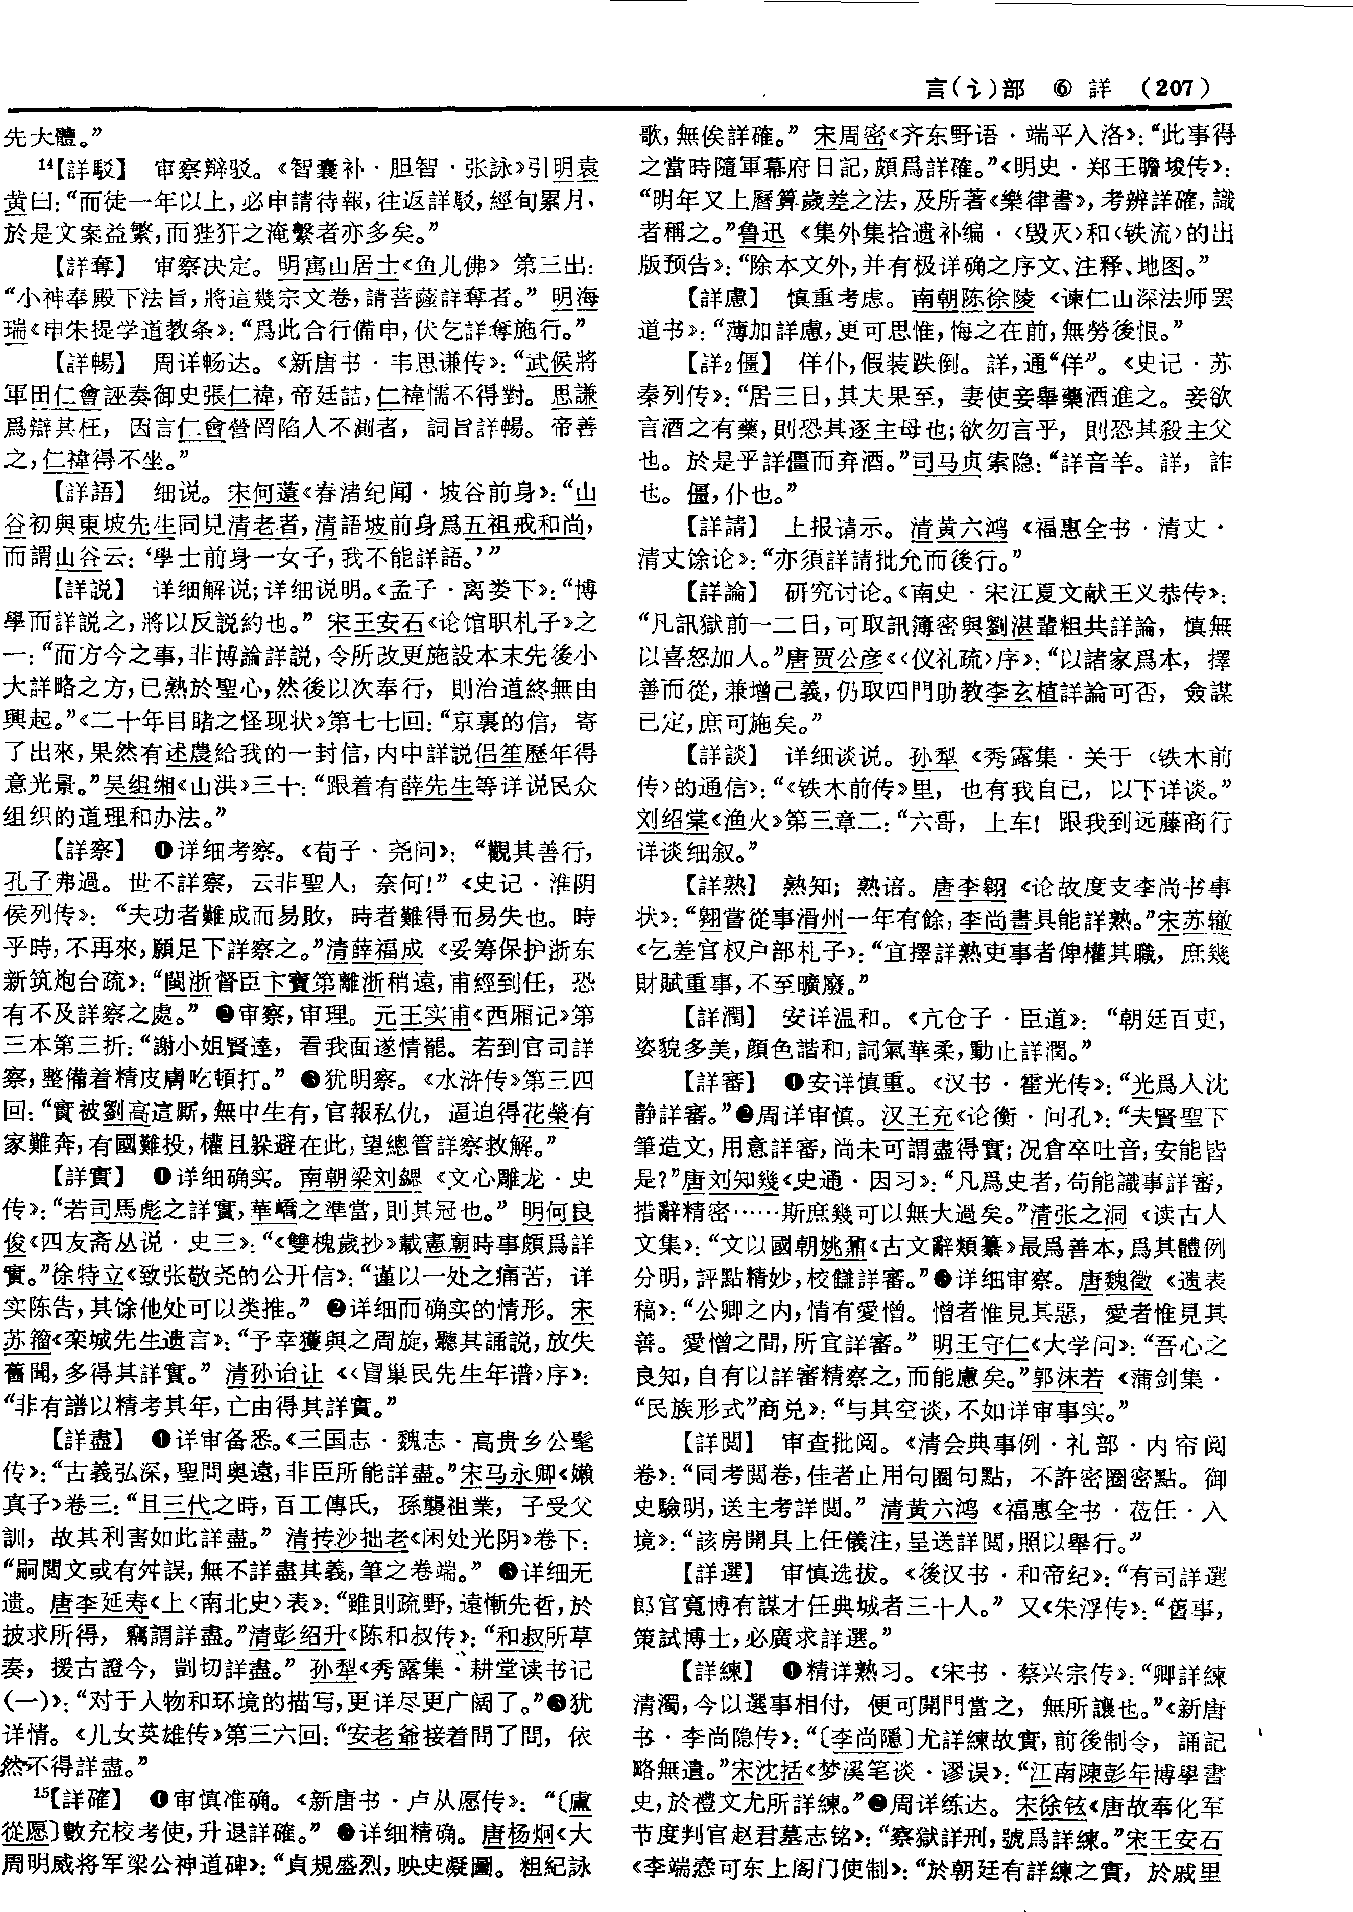 言(讠)部 ⑥ 詳 (207)
先大體。”
¹⁴【詳駁】 审察辩驳。《智囊补·胆智·张詠》引明袁
黄曰:“而徒一年以上,必申請待報,往返詳駁,經旬累月,
於是文案益繁,而狴犴之淹繫者亦多矣。”
【詳奪】 审察决定。明寓山居士《鱼儿佛》第三出:
“小神奉殿下法旨,將這幾宗文卷,請菩薩詳奪者。” 明海
瑞《申朱提学道教条》:“爲此合行備申,伏乞詳奪施行。”
【詳暢】 周详畅达。《新唐书·韦思谦传》:“武候將
軍田仁會誣奏御史張仁禕,帝廷詰,仁禕懦不得對。思謙
爲辯其枉, 因言仁會營罔陷人不測者, 詞旨詳暢。帝善
之,仁禕得不坐。”
【詳語】 细说。宋何薳《春渚纪闻·坡谷前身》:“山
谷初與東坡先生同見清老者,清語坡前身爲五祖戒和尚,
而謂山谷云:‘學士前身一女子,我不能詳語。’”
【詳説】 详细解说;详细说明。《孟子·离娄下》:“博
學而詳説之,將以反説約也。” 宋王安石《论馆职札子》之
一:“而方今之事,非博論詳説,令所改更施設本末先後小
大詳略之方,已熟於聖心,然後以次奉行, 則治道終無由
興起。”《二十年目睹之怪现状》第七七回:“京裏的信, 寄
了出來,果然有述農給我的一封信,内中詳説侣笙歷年得
意光景。”吴组缃《山洪》三十:“跟着有薛先生等详说民众
组织的道理和办法。”
【詳察】 ❶详细考察。《荀子·尧问》: “觀其善行,
孔子弗過。世不詳察, 云非聖人, 奈何!” 《史记·淮阴
侯列传》: “夫功者難成而易敗, 時者難得而易失也。時
乎時,不再來,願足下詳察之。”清薛福成《妥筹保护浙东
新筑炮台疏》:“閩浙督臣卞寶第離浙稍遠,甫經到任, 恐
有不及詳察之處。” ❷审察,审理。元王实甫《西厢记》第
三本第三折:“謝小姐賢達, 看我面遂情罷。若到官司詳
察,整備着精皮膚吃頓打。” ❸犹明察。《水浒传》第三四
回:“實被劉高這厮,無中生有,官報私仇, 逼迫得花榮有
家難奔,有國難投,權且躲避在此,望總管詳察救解。”
【詳實】 ❶详细确实。南朝梁刘勰《文心雕龙·史
传》:“若司馬彪之詳實,華嶠之準當,則其冠也。” 明何良
俊《四友斋丛说·史三》:“《雙槐歲抄》載憲廟時事頗爲詳
實。”徐特立《致张敬尧的公开信》:“谨以一处之痛苦, 详
实陈告,其馀他处可以类推。” ❷详细而确实的情形。宋
苏籀《栾城先生遗言》:“予幸獲與之周旋,聽其誦説,放失
舊聞,多得其詳實。” 清孙诒让《〈冒巢民先生年谱〉序》:
“非有譜以精考其年,亡由得其詳實。”
【詳盡】 ❶详审备悉。《三国志·魏志·高贵乡公髦
传》:“古義弘深,聖問奥遠,非臣所能詳盡。”宋马永卿《嬾
真子》卷三:“且三代之時,百工傳氏, 孫襲祖業, 子受父
訓, 故其利害如此詳盡。” 清抟沙拙老《闲处光阴》卷下:
“嗣閲文或有舛誤,無不詳盡其義,筆之卷端。” ❷详细无
遗。唐李延寿《上〈南北史〉表》:“雖則疏野,遠慚先哲,於
披求所得, 竊謂詳盡。”清彭绍升《陈和叔传》:“和叔所草
奏, 援古證今, 剴切詳盡。” 孙犁《秀露集·耕堂读书记
(一)》:“对于人物和环境的描写,更详尽更广阔了。”❸犹
详情。《儿女英雄传》第三六回:“安老爺接着問了問, 依
然不得詳盡。”
¹⁵【詳確】 ❶审慎准确。《新唐书·卢从愿传》: “〔盧
從愿〕數充校考使,升退詳確。” ❷详细精确。唐杨炯《大
周明威将军梁公神道碑》:“貞規盛烈,映史凝圖。粗紀詠
歌,無俟詳確。” 宋周密《齐东野语·端平入洛》:“此事得
之當時隨軍幕府日記,頗爲詳確。”《明史·郑王瞻埈传》:
“明年又上曆算歲差之法,及所著《樂律書》,考辨詳確,識
者稱之。”鲁迅《集外集拾遗补编·〈毁灭〉和〈铁流〉的出
版预告》:“除本文外,并有极详确之序文、注释、地图。”
【詳慮】 慎重考虑。南朝陈徐陵《谏仁山深法师罢
道书》:“薄加詳慮,更可思惟,悔之在前,無勞後恨。”
【詳₂僵】 佯仆,假装跌倒。詳,通“佯”。《史记·苏
秦列传》:“居三日,其夫果至, 妻使妾舉藥酒進之。妾欲
言酒之有藥,則恐其逐主母也;欲勿言乎, 則恐其殺主父
也。於是乎詳僵而弃酒。”司马贞索隐:“詳音羊。詳, 詐
也。僵,仆也。”
【詳請】 上报请示。清黄六鸿《福惠全书·清丈·
清丈馀论》:“亦須詳請批允而後行。”
【詳論】 研究讨论。《南史·宋江夏文献王义恭传》:
“凡訊獄前一二日,可取訊簿密與劉湛輩粗共詳論, 慎無
以喜怒加人。”唐贾公彦《〈仪礼疏〉序》:“以諸家爲本, 擇
善而從,兼增己義,仍取四門助教李玄植詳論可否, 僉謀
已定,庶可施矣。”
【詳談】 详细谈说。孙犁《秀露集·关于〈铁木前
传〉的通信》:“《铁木前传》里, 也有我自己, 以下详谈。”
刘绍棠《渔火》第三章二:“六哥, 上车! 跟我到远藤商行
详谈细叙。”
【詳熟】 熟知; 熟谙。唐李翱《论故度支李尚书事
状》:“翱嘗從事滑州一年有餘,李尚書具能詳熟。”宋苏辙
《乞差官权户部札子》:“宜擇詳熟吏事者俾權其職, 庶幾
財賦重事,不至曠廢。”
【詳潤】 安详温和。《亢仓子·臣道》: “朝廷百吏,
姿貌多美,顔色諧和,詞氣華柔,動止詳潤。”
【詳審】 ❶安详慎重。《汉书·霍光传》:“光爲人沈
静詳審。”❷周详审慎。汉王充《论衡·问孔》:“夫賢聖下
筆造文,用意詳審,尚未可謂盡得實;况倉卒吐言,安能皆
是?”唐刘知幾《史通·因习》:“凡爲史者,苟能識事詳審,
措辭精密……斯庶幾可以無大過矣。”清张之洞《读古人
文集》:“文以國朝姚鼐《古文辭類纂》最爲善本,爲其體例
分明,評點精妙,校讎詳審。”❸详细审察。唐魏徵《遗表
稿》:“公卿之内,情有愛憎。憎者惟見其惡, 愛者惟見其
善。愛憎之間,所宜詳審。” 明王守仁《大学问》:“吾心之
良知,自有以詳審精察之,而能慮矣。”郭沫若《蒲剑集·
“民族形式”商兑》:“与其空谈,不如详审事实。”
【詳閲】 审查批阅。《清会典事例·礼部·内帘阅
卷》:“同考閲卷,佳者止用句圈句點, 不許密圈密點。御
史驗明,送主考詳閲。” 清黄六鸿《福惠全书·莅任·入
境》:“該房開具上任儀注,呈送詳閲,照以舉行。”
【詳選】 审慎选拔。《後汉书·和帝纪》:“有司詳選
郎官寬博有謀才任典城者三十人。” 又《朱浮传》:“舊事,
策試博士,必廣求詳選。”
【詳練】 ❶精详熟习。《宋书·蔡兴宗传》:“卿詳練
清濁,今以選事相付, 便可開門當之, 無所讓也。”《新唐
书·李尚隐传》:“〔李尚隱〕尤詳練故實,前後制令, 誦記
略無遺。”宋沈括《梦溪笔谈·谬误》:“江南陳彭年博學書
史,於禮文尤所詳練。”❷周详练达。宋徐铉《唐故奉化军
节度判官赵君墓志铭》:“察獄詳刑,號爲詳練。”宋王安石
《李端慤可东上阁门使制》:“於朝廷有詳練之實, 於戚里